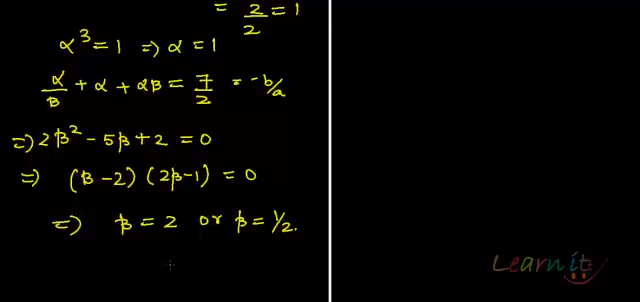 = 2/2 = 1
α³ = 1 ⇒ α = 1
α/β + α + αβ = 7/2 = -b/a
⇒ 2β² - 5β + 2 = 0
⇒ (β - 2) (2β - 1) = 0
⇒ β = 2 or β = 1/2.
Learnit